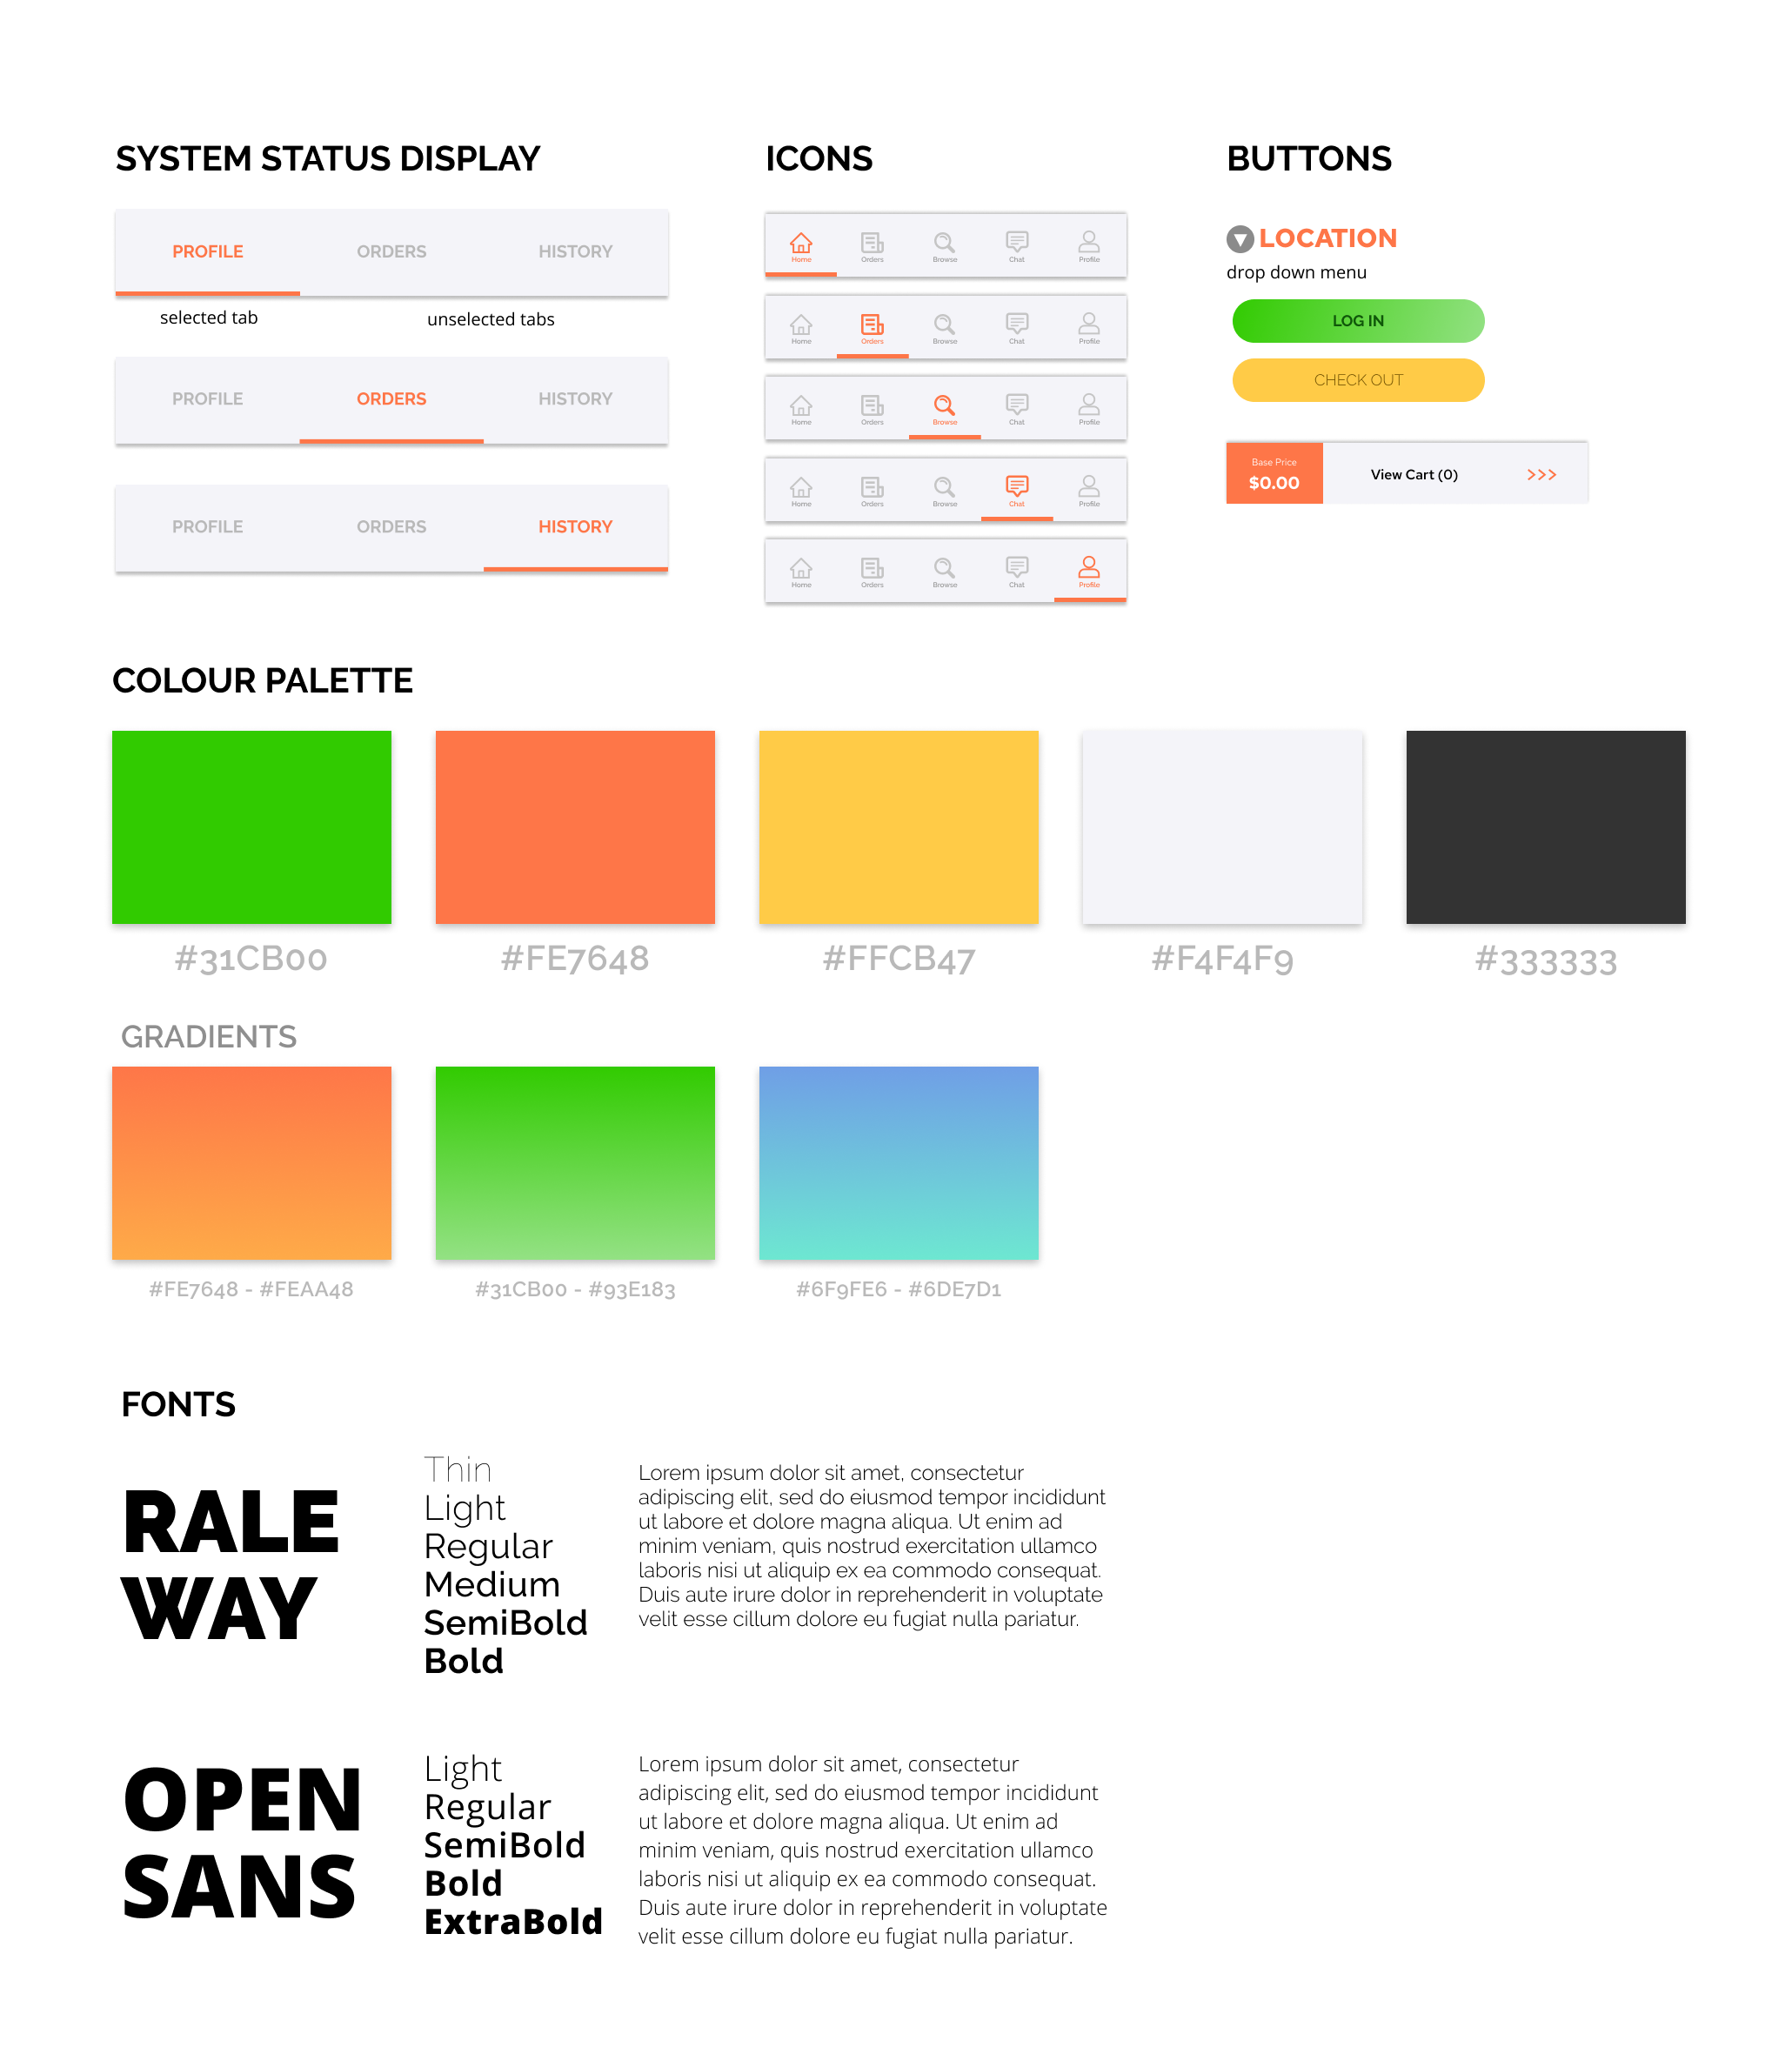 SYSTEM STATUS DISPLAY
PROFILE ORDERS HISTORY
selected tab unselected tabs
PROFILE ORDERS HISTORY
PROFILE ORDERS HISTORY
ICONS
Home Orders Browse Chat Profile
Home Orders Browse Chat Profile
Home Orders Browse Chat Profile
Home Orders Browse Chat Profile
Home Orders Browse Chat Profile
BUTTONS
LOCATION
drop down menu
LOG IN
CHECK OUT
Base Price
$0.00
View Cart (0) >>>
COLOUR PALETTE
#31CB00 #FE7648 #FFCB47 #F4F4F9 #333333
GRADIENTS
#FE7648 - #FEAA48 #31CB00 - #93E183 #6F9FE6 - #6DE7D1
FONTS
RALE
WAY
Thin
Light
Regular
Medium
SemiBold
Bold
Lorem ipsum dolor sit amet, consectetur
adipiscing elit, sed do eiusmod tempor incididunt
ut labore et dolore magna aliqua. Ut enim ad
minim veniam, quis nostrud exercitation ullamco
laboris nisi ut aliquip ex ea commodo consequat.
Duis aute irure dolor in reprehenderit in voluptate
velit esse cillum dolore eu fugiat nulla pariatur.
OPEN
SANS
Light
Regular
SemiBold
Bold
ExtraBold
Lorem ipsum dolor sit amet, consectetur
adipiscing elit, sed do eiusmod tempor incididunt
ut labore et dolore magna aliqua. Ut enim ad
minim veniam, quis nostrud exercitation ullamco
laboris nisi ut aliquip ex ea commodo consequat.
Duis aute irure dolor in reprehenderit in voluptate
velit esse cillum dolore eu fugiat nulla pariatur.